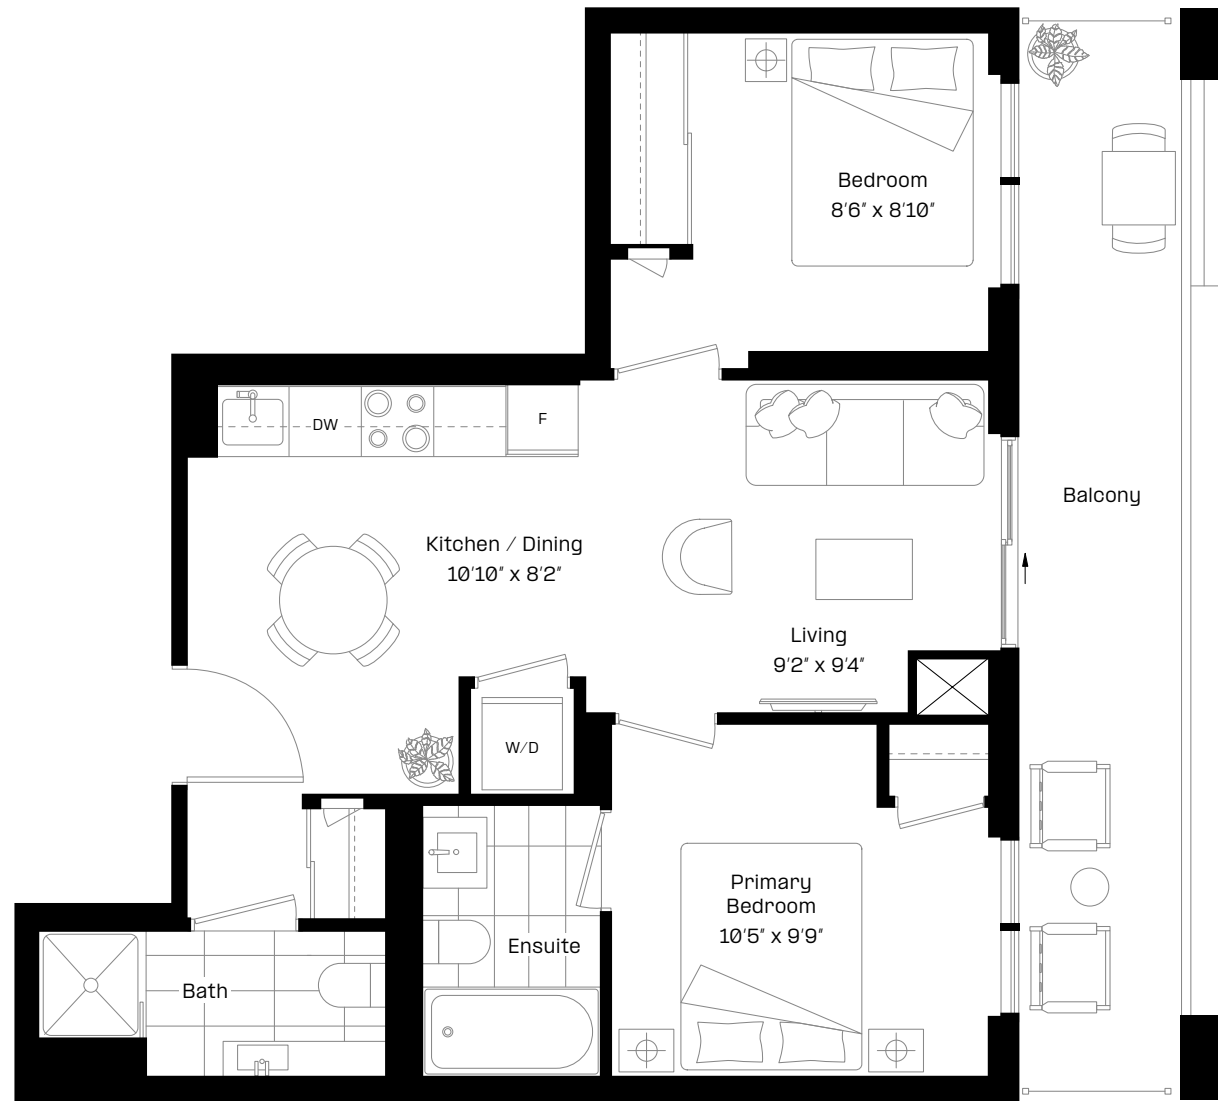 Bedroom
8'6" x 8'10"
DW
F
Balcony
Kitchen / Dining
10'10" x 8'2"
Living
9'2" x 9'4"
W/D
Primary
Bedroom
10'5" x 9'9"
Ensuite
Bath